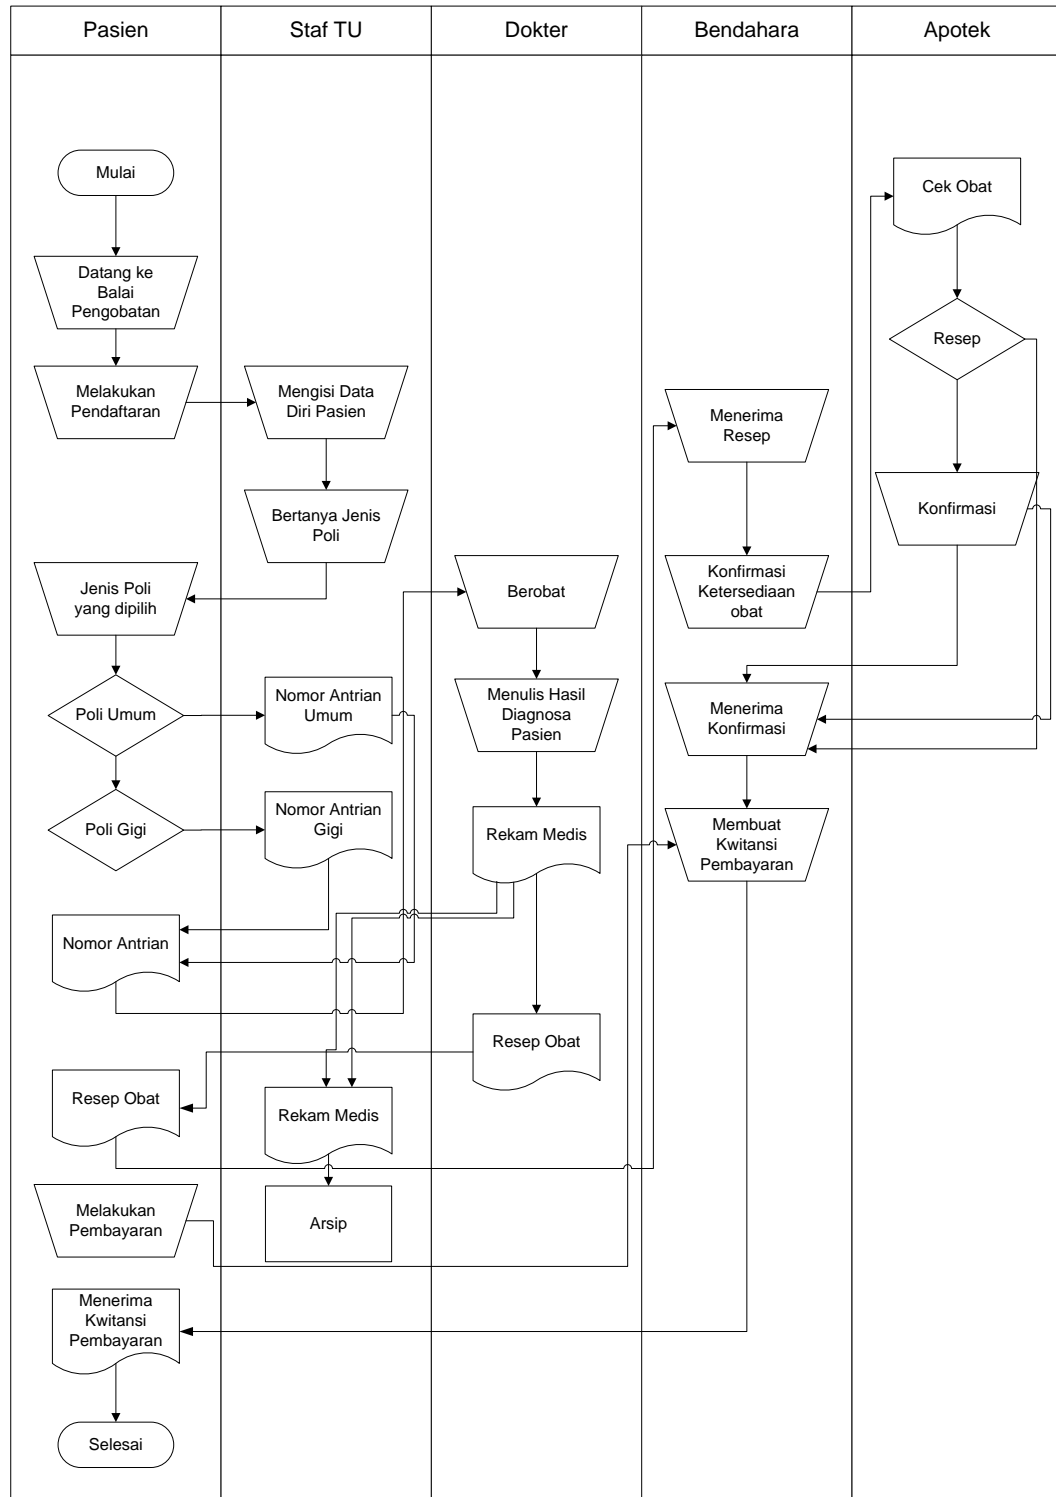 Pasien
Staf TU
Dokter
Bendahara
Apotek
Mulai
Datang ke
Balai
Pengobatan
Melakukan
Pendaftaran
Jenis Poli
yang dipilih
Poli Umum
Poli Gigi
Nomor Antrian
Resep Obat
Melakukan
Pembayaran
Menerima
Kwitansi
Pembayaran
Selesai
Mengisi Data
Diri Pasien
Bertanya Jenis
Poli
Nomor Antrian
Umum
Nomor Antrian
Gigi
Rekam Medis
Arsip
Berobat
Menulis Hasil
Diagnosa
Pasien
Rekam Medis
Resep Obat
Menerima
Resep
Konfirmasi
Ketersediaan
obat
Menerima
Konfirmasi
Membuat
Kwitansi
Pembayaran
Cek Obat
Resep
Konfirmasi